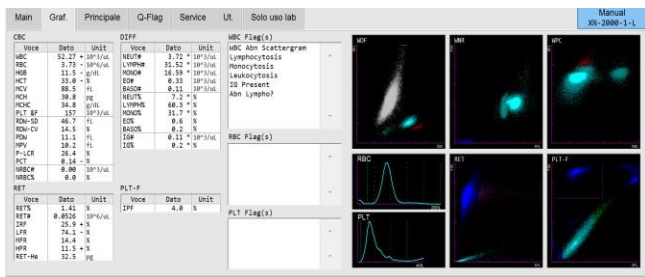 Main Graf. Principale Q-Flag Service Ut. Solo uso lab
Manual
XN-2000-1-L
CBC
Voce Dato Unit
WBC 52.27 + 10^3/uL
RBC 3.73 - 10^6/uL
HGB 11.5 - g/dL
HCT 33.0 - %
MCV 88.5 fL
MCH 30.8 pg
MCHC 34.8 g/dL
PLT &F 157 10^3/uL
RDW-SD 46.7 fL
RDW-CV 14.5 %
PDW 11.1 fL
MPV 10.2 fL
P-LCR 26.4 %
PCT 0.14 - %
NRBC# 0.00 10^3/uL
NRBC% 0.0 %
DIFF
Voce Dato Unit
NEUT# 3.72 * 10^3/uL
LYMPH# 31.52 * 10^3/uL
MONO# 16.59 * 10^3/uL
EO# 0.33 10^3/uL
BASO# 0.11 10^3/uL
NEUT% 7.2 * %
LYMPH% 60.3 * %
MONO% 31.7 * %
EO% 0.6 %
BASO% 0.2 %
IG# 0.11 * 10^3/uL
IG% 0.2 * %
WBC Flag(s)
WBC Abn Scattergram
Lymphocytosis
Monocytosis
Leukocytosis
IG Present
Abn Lympho?
RBC Flag(s)
PLT Flag(s)
RET
Voce Dato Unit
RET% 1.41 %
RET# 0.0526 10^6/uL
IRF 25.9 + %
LFR 74.1 - %
MFR 14.4 %
HFR 11.5 + %
RET-He 32.5 pg
PLT-F
Voce Dato Unit
IPF 4.0 %
WDF
WNR
WPC
RBC
PLT
RET
PLT-F